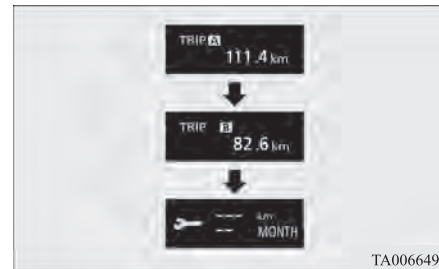 TRIP A
111.4 km
TRIP B
82.6 km
--- km
-- MONTH
TA006649